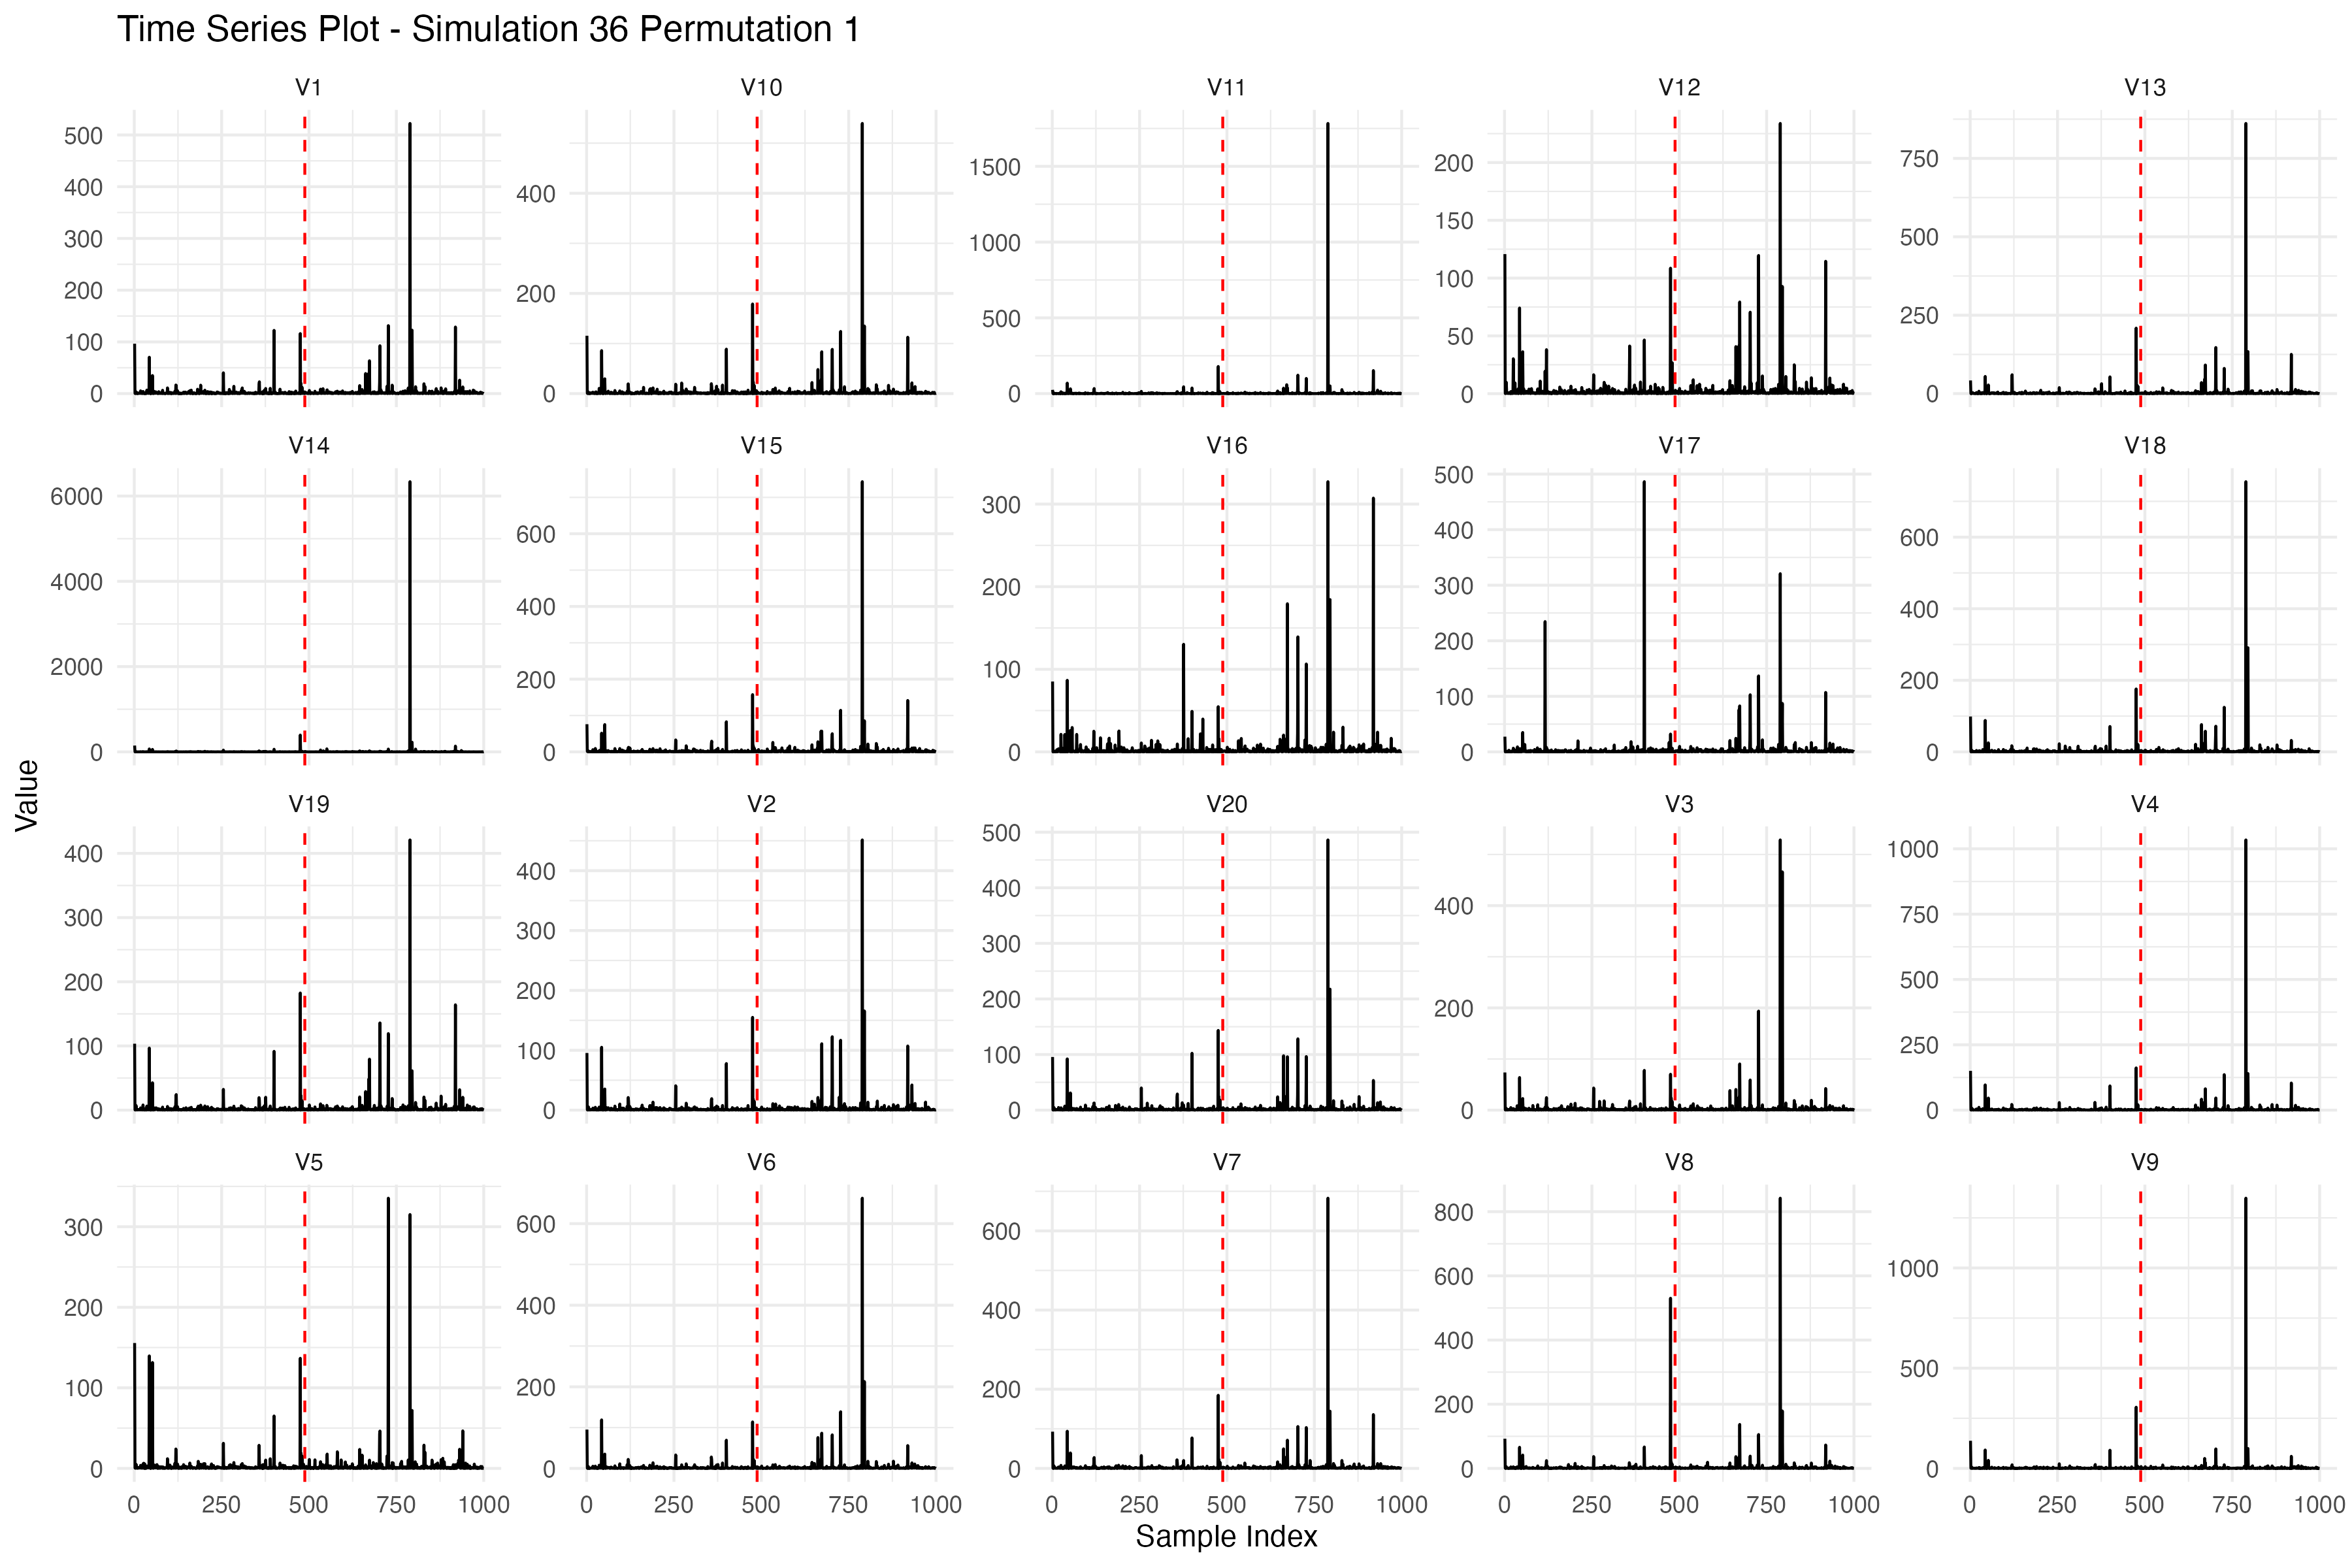 Time Series Plot - Simulation 36 Permutation 1
V1 V10 V11 V12 V13
500 400 300 200 100 0
400 200 0
1500 1000 500 0
200 150 100 50 0
750 500 250 0
V14 V15 V16 V17 V18
6000 4000 2000 0
600 400 200 0
300 200 100 0
500 400 300 200 100 0
600 400 200 0
Value
V19 V2 V20 V3 V4
400 300 200 100 0
400 300 200 100 0
500 400 300 200 100 0
400 200 0
1000 750 500 250 0
V5 V6 V7 V8 V9
300 200 100 0
600 400 200 0
600 400 200 0
800 600 400 200 0
1000 500 0
0 250 500 750 1000 0 250 500 750 1000 0 250 500 750 1000 0 250 500 750 1000 0 250 500 750 1000
Sample Index